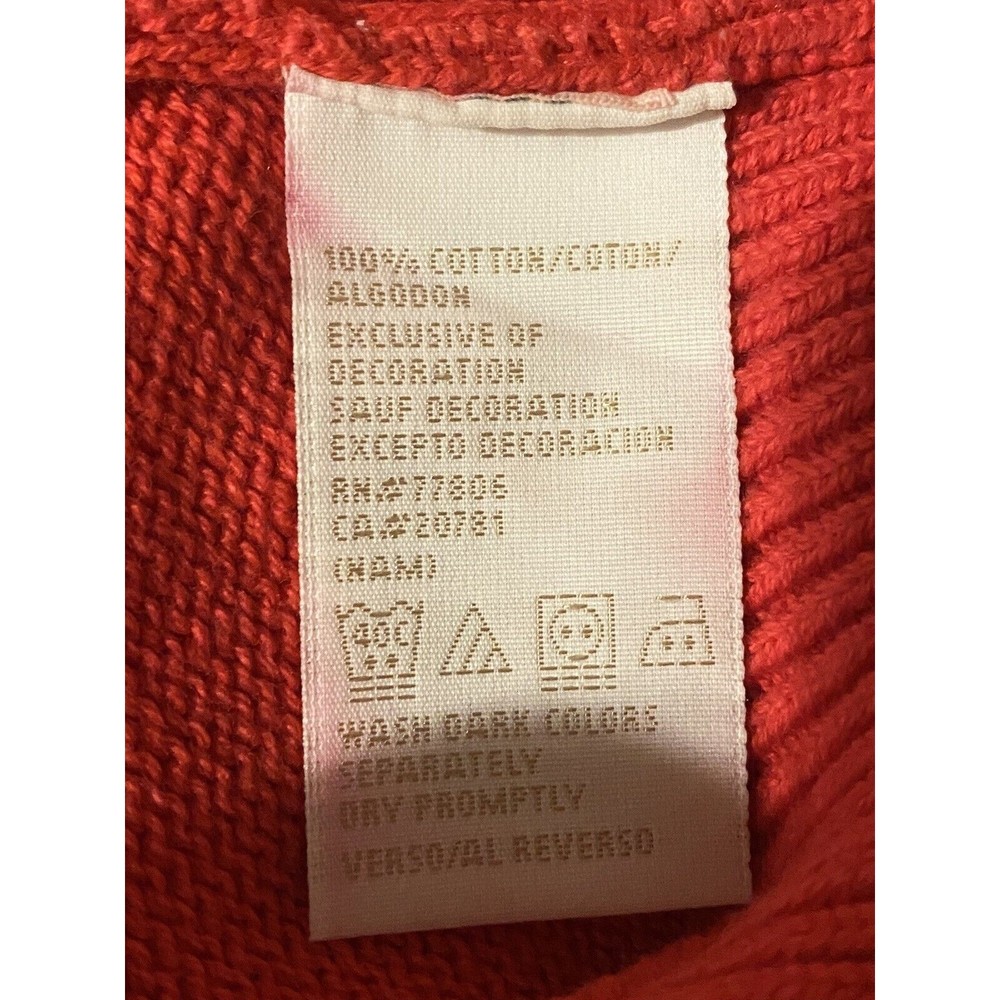 100% COTTON/COTON/
ALGODON
EXCLUSIVE OF
DECORATION
SAUF DECORATION
EXCEPTO DECORACION
RN#77806
CA#20781
(NAM)
40C
WASH DARK COLORS
SEPARATELY
DRY PROMPTLY
VERSO/AL REVERSO